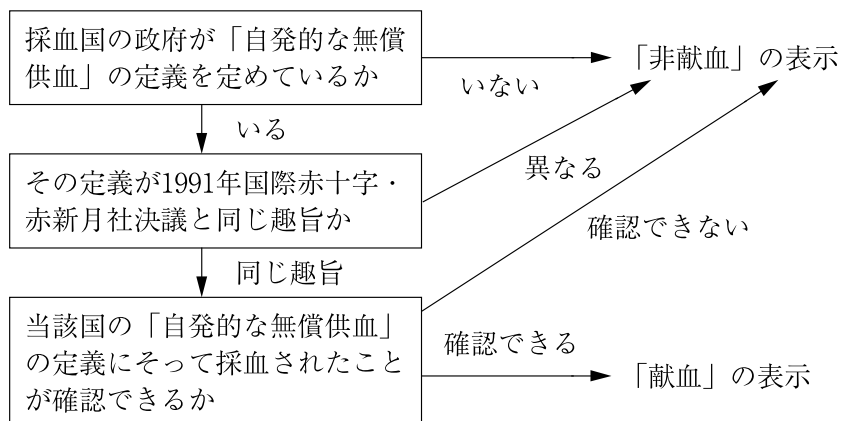 採血国の政府が「自発的な無償
供血」の定義を定めているか
いない
「非献血」の表示
いる
その定義が1991年国際赤十字・
赤新月社決議と同じ趣旨か
異なる
確認できない
同じ趣旨
当該国の「自発的な無償供血」
の定義にそって採血されたこと
が確認できるか
確認できる
「献血」の表示